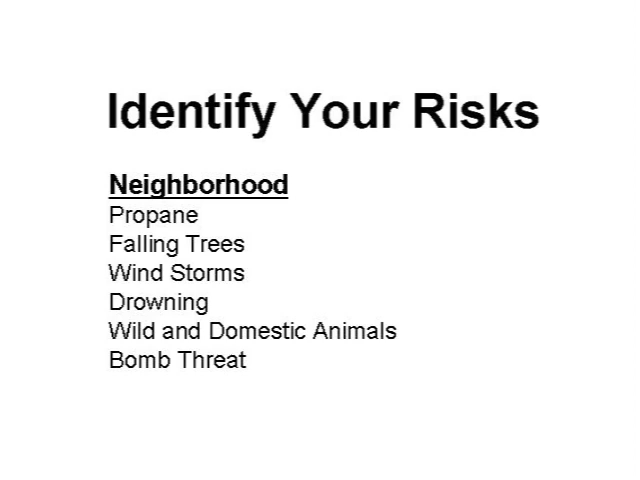 Identify Your Risks
Neighborhood
Propane
Falling Trees
Wind Storms
Drowning
Wild and Domestic Animals
Bomb Threat